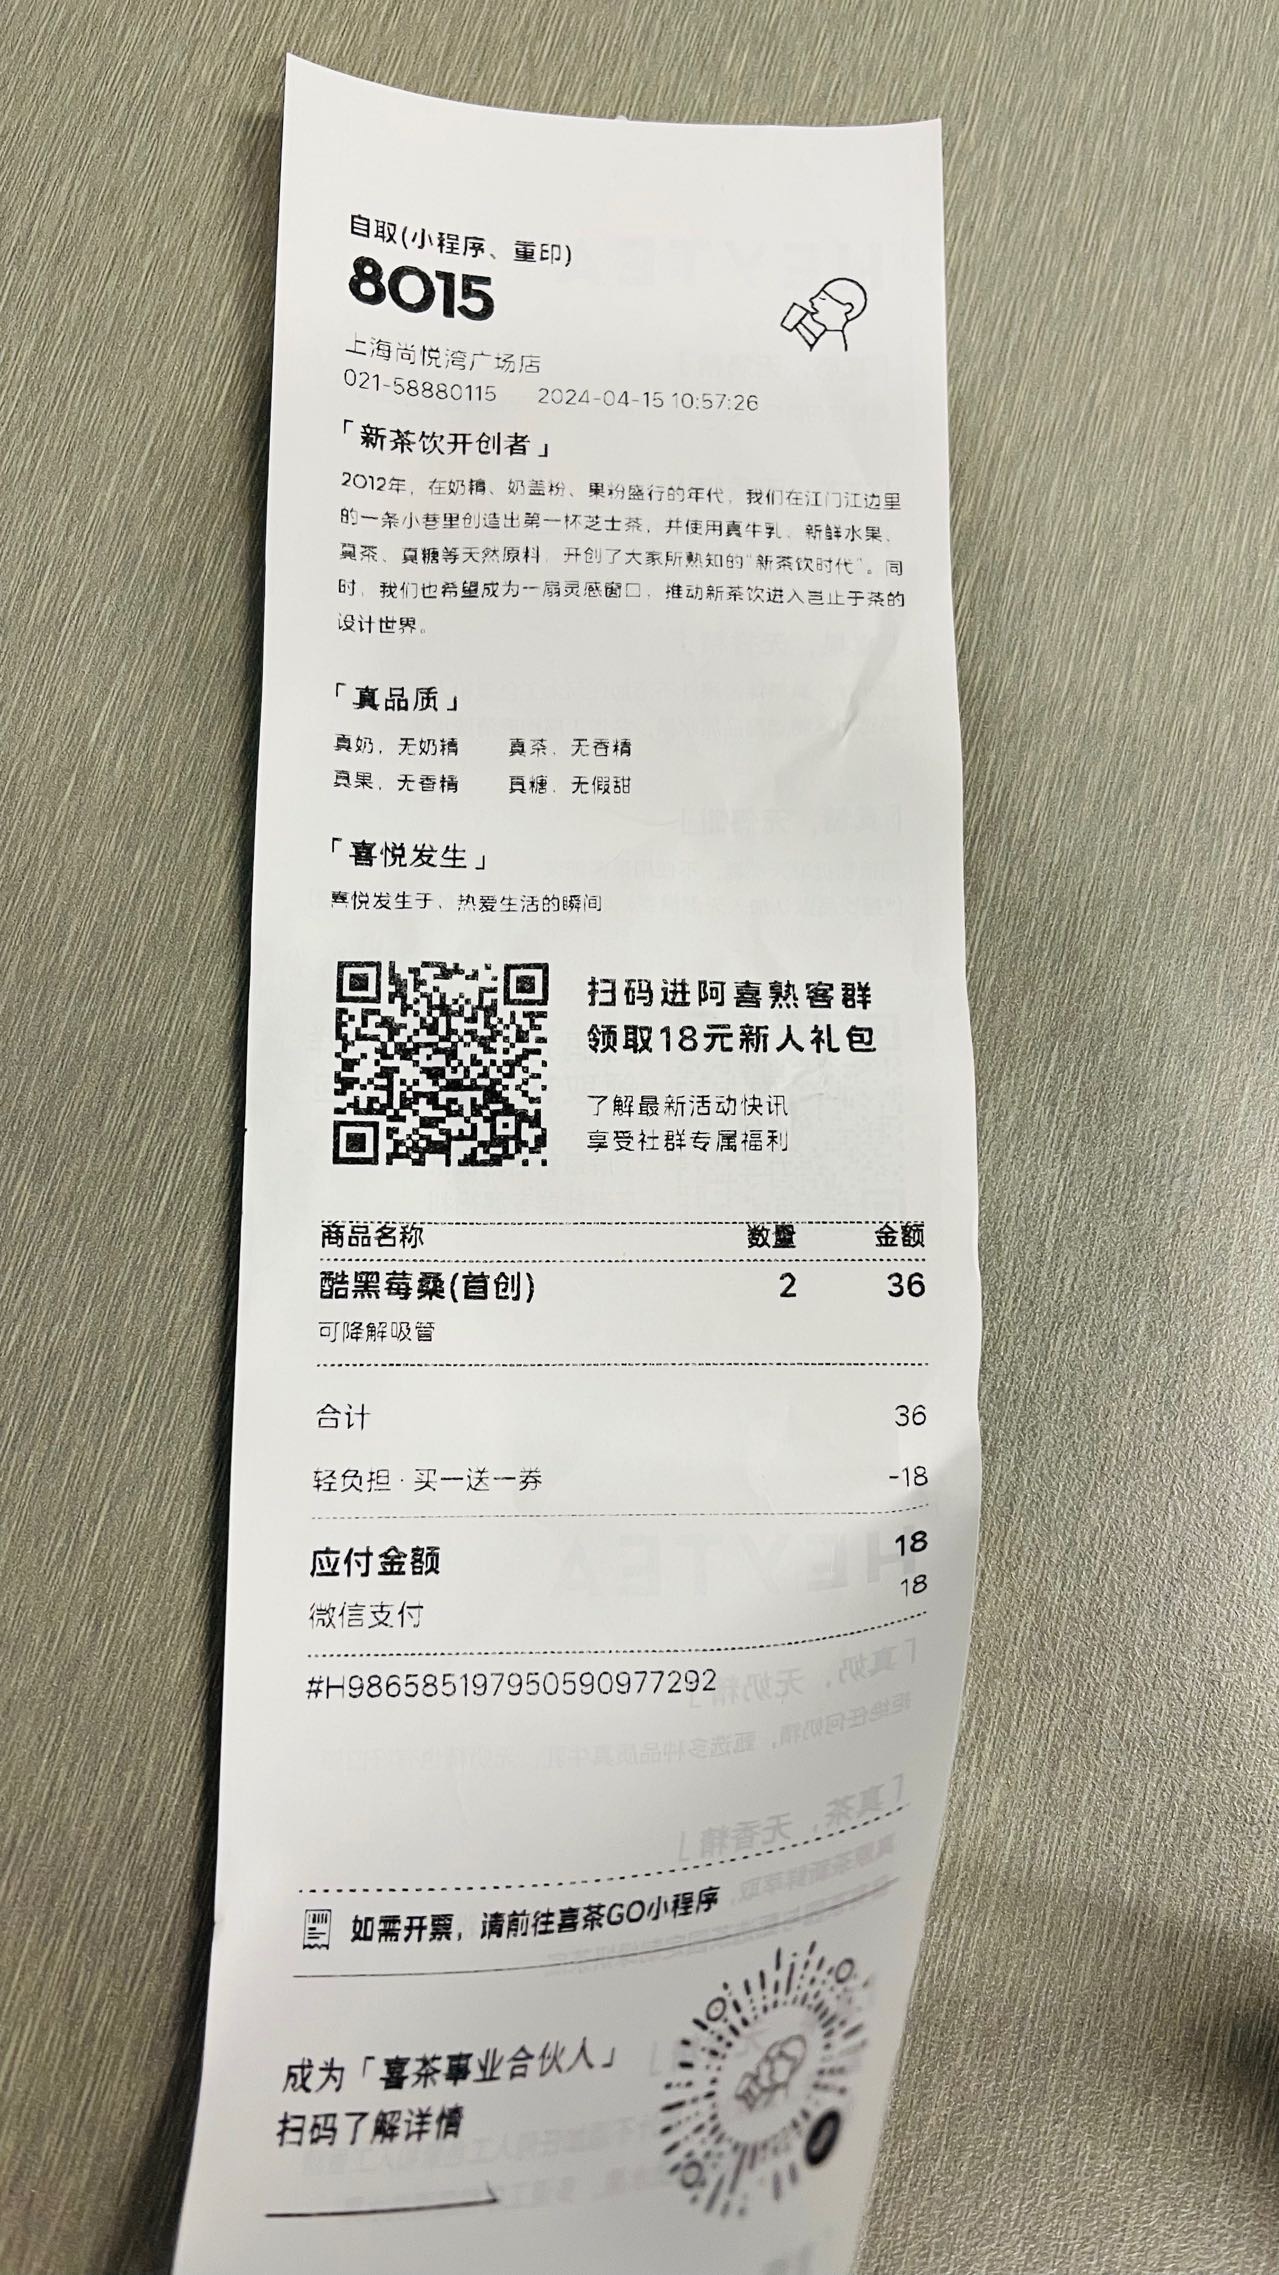 自取(小程序、重印)
8015
上海尚悦湾广场店
021-58880115 2024-04-15 10:57:26
「新茶饮开创者」
2012年，在奶精、奶盖粉、果粉盛行的年代，我们在江门江边里
的一条小巷里创造出第一杯芝士茶，并使用真牛乳、新鲜水果、
真茶、真糖等天然原料，开创了大家所熟知的“新茶饮时代”。同
时，我们也希望成为一扇灵感窗口，推动新茶饮进入岂止于茶的
设计世界。
「真品质」
真奶，无奶精 真茶，无香精
真果，无香精 真糖，无假甜
「喜悦发生」
喜悦发生于、热爱生活的瞬间
扫码进阿喜熟客群
领取18元新人礼包
了解最新活动快讯
享受社群专属福利
商品名称 数量 金额
酷黑莓桑(首创) 2 36
可降解吸管
合计 36
轻负担·买一送一券 -18
应付金额 18
微信支付 18
#H986585197950590977292
如需开票，请前往喜茶GO小程序
成为「喜茶事业合伙人」
扫码了解详情